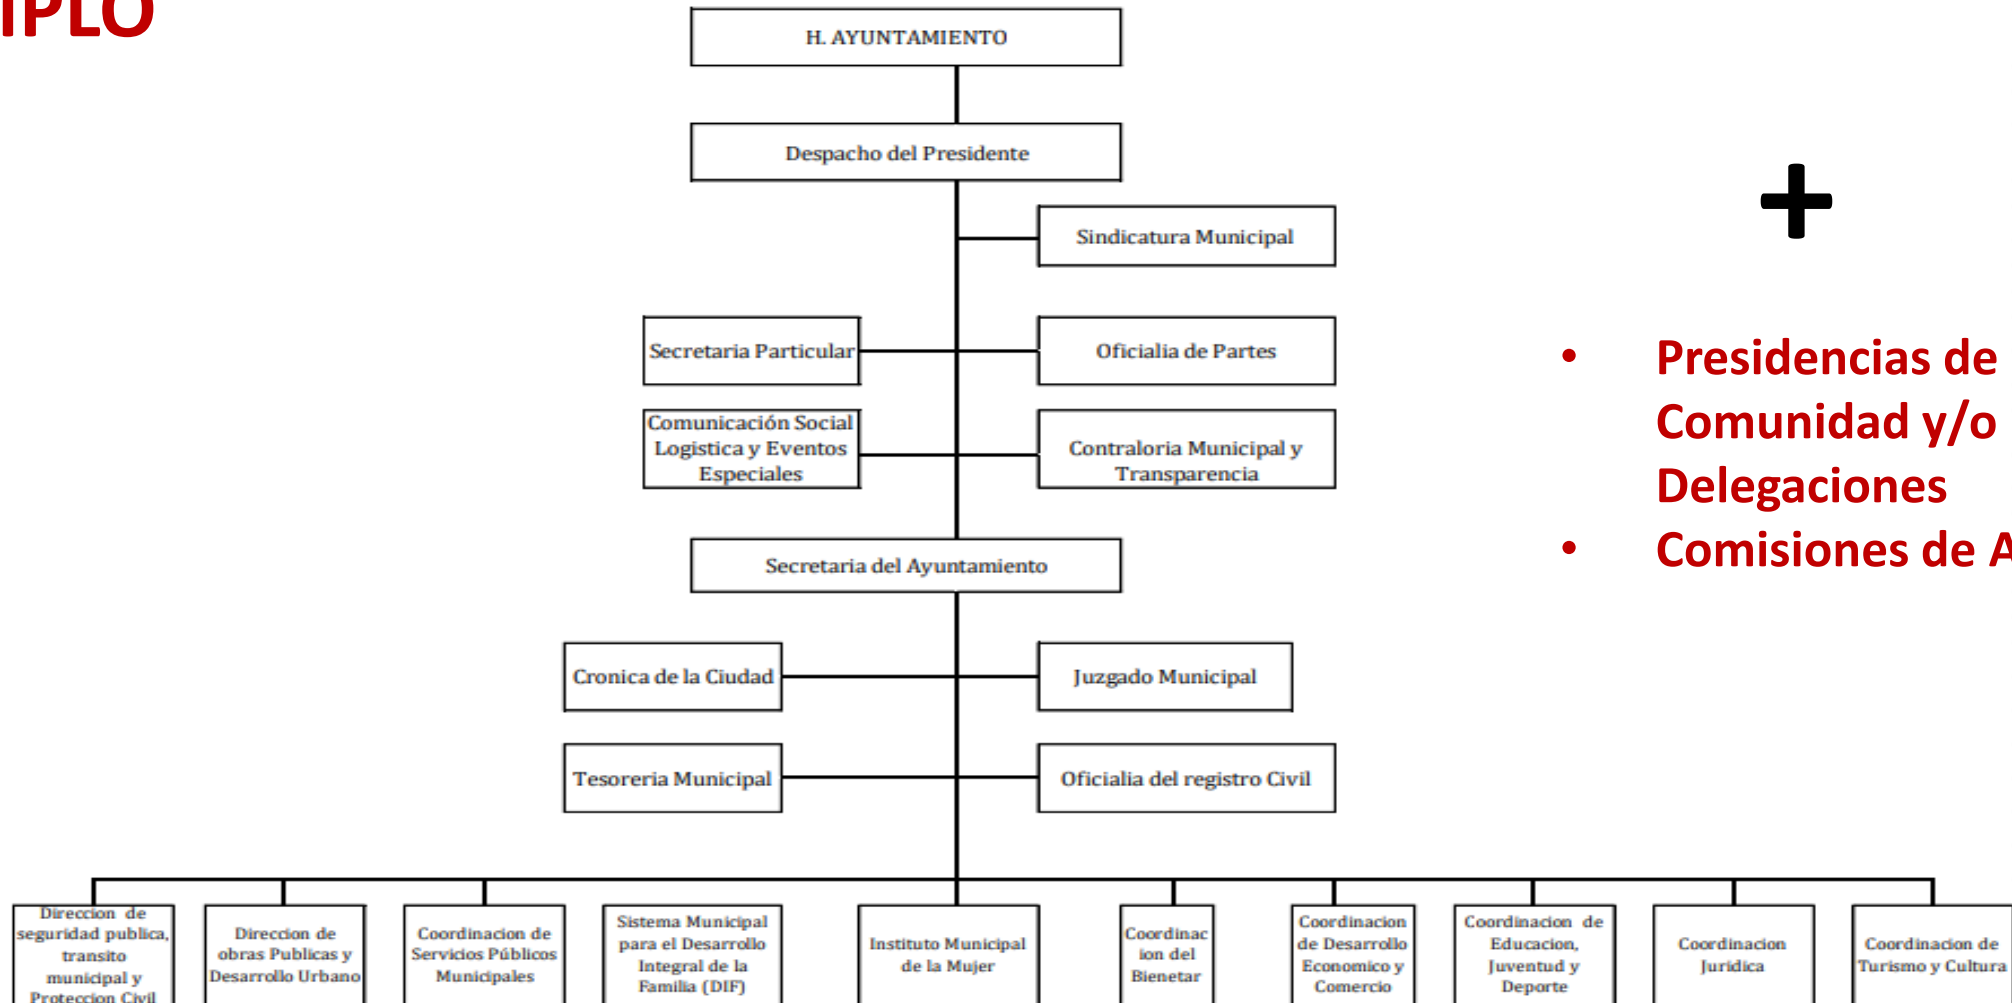 IPLO
H. AYUNTAMIENTO
Despacho del Presidente
Sindicatura Municipal
+
Secretaria Particular
Oficialia de Partes
Comunicación Social
Logistica y Eventos
Especiales
Contraloria Municipal y
Transparencia
• Presidencias de
Comunidad y/o
Delegaciones
• Comisiones de A
Secretaria del Ayuntamiento
Cronica de la Ciudad
Juzgado Municipal
Tesoreria Municipal
Oficialia del registro Civil
Direccion de
seguridad publica,
transito
municipal y
Proteccion Civil
Direccion de
obras Publicas y
Desarrollo Urbano
Coordinacion de
Servicios Públicos
Municipales
Sistema Municipal
para el Desarrollo
Integral de la
Familia (DIF)
Instituto Municipal
de la Mujer
Coordinac
ion del
Bienetar
Coordinacion
de Desarrollo
Economico y
Comercio
Coordinacion de
Educacion,
Juventud y
Deporte
Coordinacion
Juridica
Coordinacion de
Turismo y Cultura